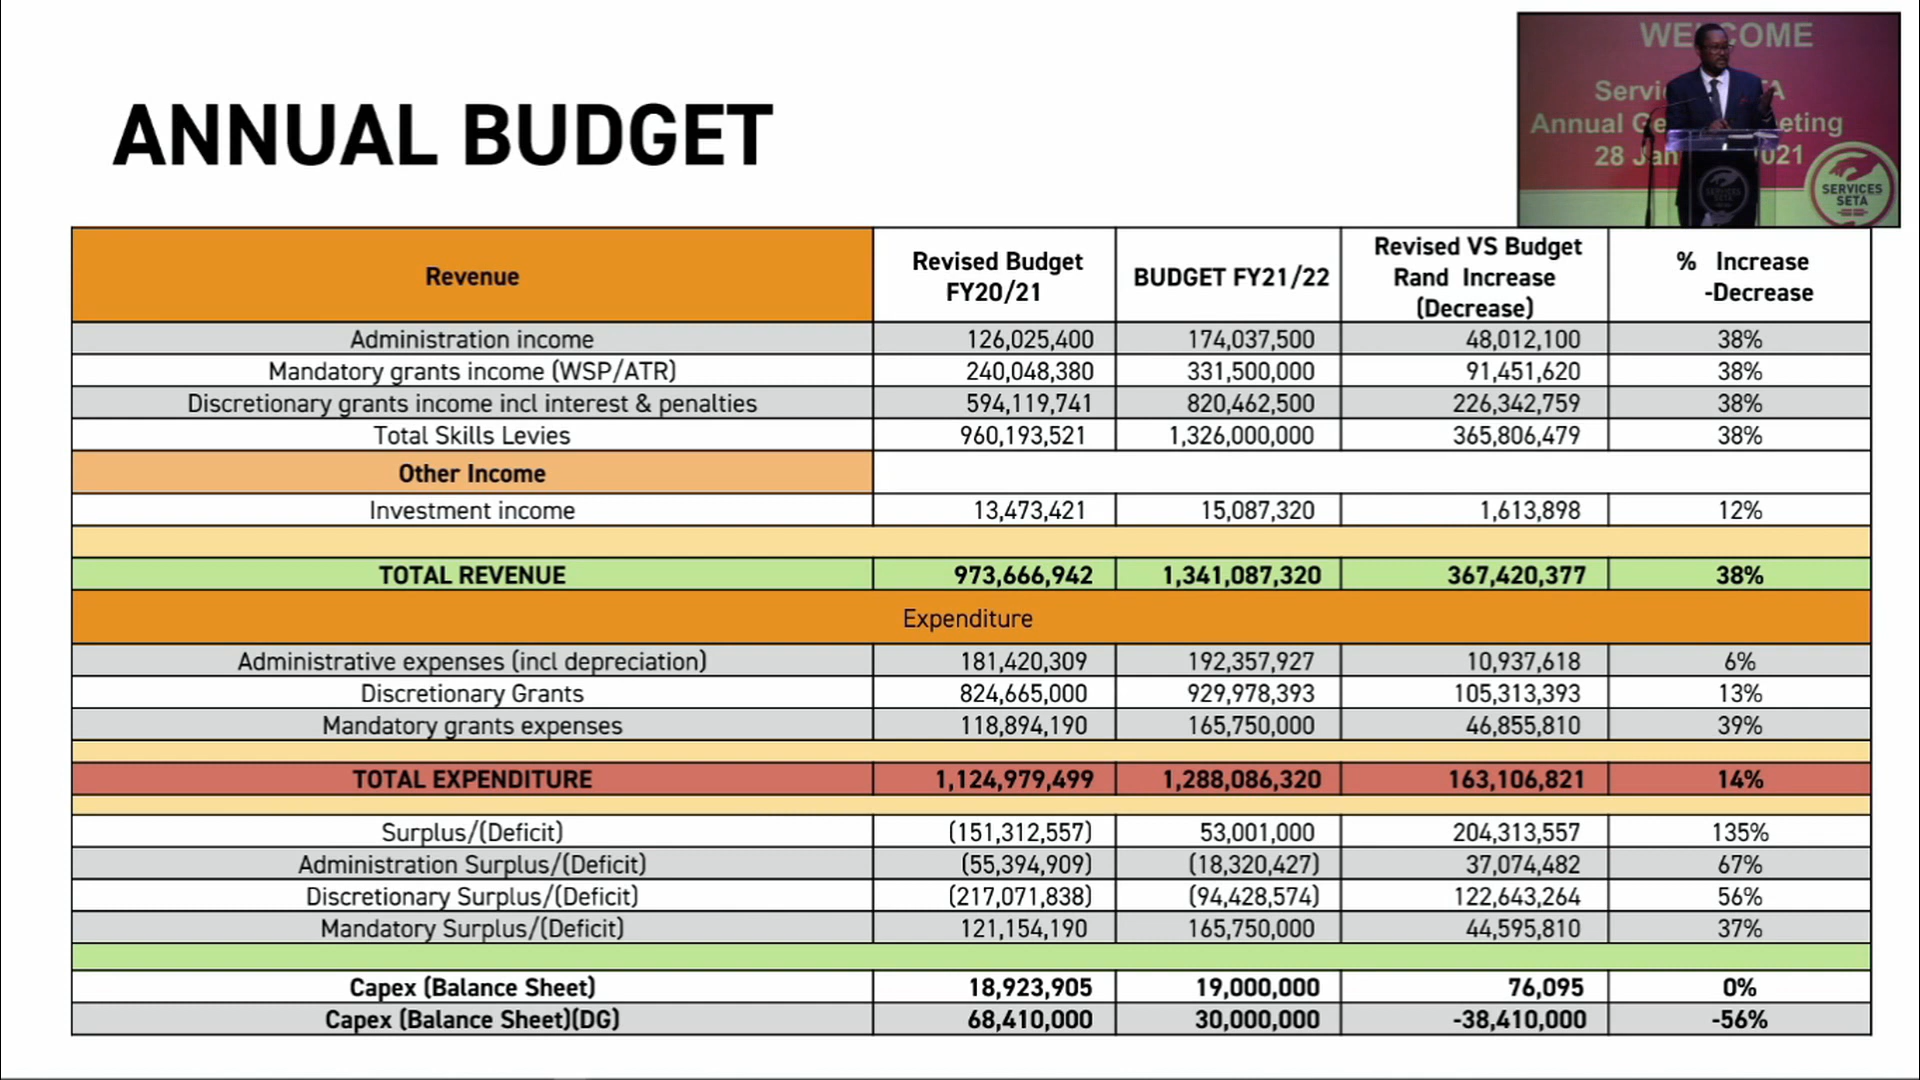 WELCOME
Annual
28
021
SERVICES
SETA
ANNUAL BUDGET
Revenue
Revised Budget
FY20/21
BUDGET FY21/22
Revised VS Budget
Rand Increase
(Decrease)
% Increase
-Decrease
Administration income 126,025,400 174,037,500 48,012,100 38%
Mandatory grants income (WSP/ATR) 240,048,380 331,500,000 91,451,620 38%
Discretionary grants income incl interest & penalties 594,119,741 820,462,500 226,342,759 38%
Total Skills Levies 960,193,521 1,326,000,000 365,806,479 38%
Other Income
Investment income 13,473,421 15,087,320 1,613,898 12%
TOTAL REVENUE 973,666,942 1,341,087,320 367,420,377 38%
Expenditure
Administrative expenses (incl depreciation) 181,420,309 192,357,927 10,937,618 6%
Discretionary Grants 824,665,000 929,978,393 105,313,393 13%
Mandatory grants expenses 118,894,190 165,750,000 46,855,810 39%
TOTAL EXPENDITURE 1,124,979,499 1,288,086,320 163,106,821 14%
Surplus/(Deficit) (151,312,557) 53,001,000 204,313,557 135%
Administration Surplus/(Deficit) (55,394,909) (18,320,427) 37,074,482 67%
Discretionary Surplus/(Deficit) (217,071,838) (94,428,574) 122,643,264 56%
Mandatory Surplus/(Deficit) 121,154,190 165,750,000 44,595,810 37%
Capex (Balance Sheet) 18,923,905 19,000,000 76,095 0%
Capex (Balance Sheet)(DG) 68,410,000 30,000,000 -38,410,000 -56%